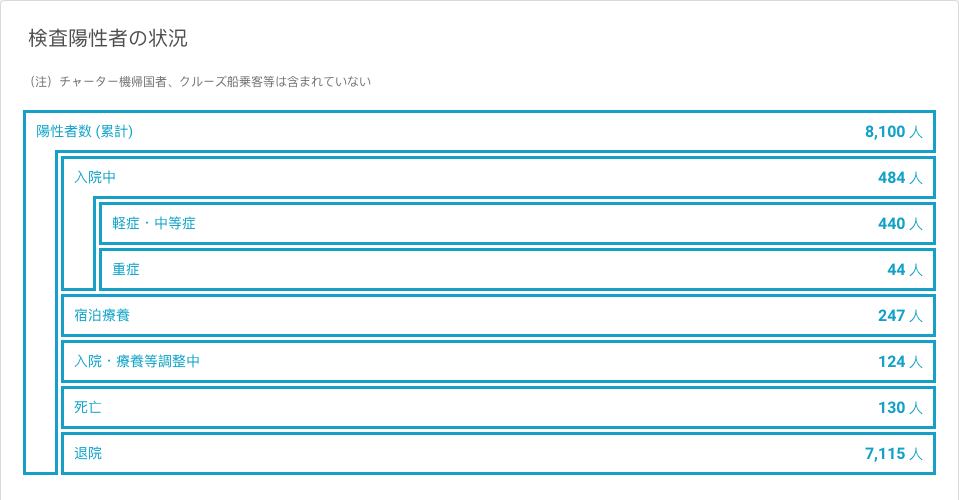 検査陽性者の状況
（注）チャーター機帰国者、クルーズ船乗客等は含まれていない
陽性者数 (累計) 8,100 人
入院中 484 人
軽症・中等症 440 人
重症 44 人
宿泊療養 247 人
入院・療養等調整中 124 人
死亡 130 人
退院 7,115 人